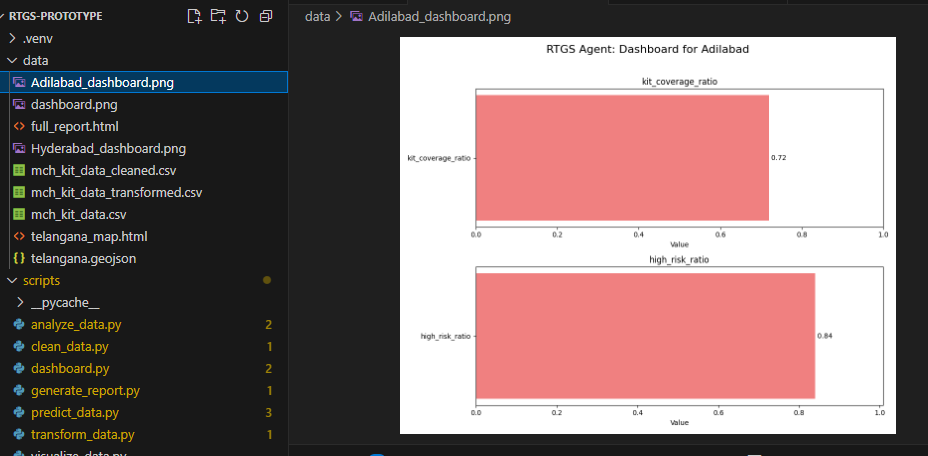 RTGS-PROTOTYPE
.venv
data
Adilabad_dashboard.png
dashboard.png
full_report.html
Hyderabad_dashboard.png
mch_kit_data_cleaned.csv
mch_kit_data_transformed.csv
mch_kit_data.csv
telangana_map.html
telangana.geojson
scripts
__pycache__
analyze_data.py 2
clean_data.py 1
dashboard.py 2
generate_report.py 1
predict_data.py 3
transform_data.py 1
visualize_data.py
data > Adilabad_dashboard.png
RTGS Agent: Dashboard for Adilabad
kit_coverage_ratio
kit_coverage_ratio
0.72
0.0 0.2 0.4 0.6 0.8 1.0
Value
high_risk_ratio
high_risk_ratio
0.84
0.0 0.2 0.4 0.6 0.8 1.0
Value